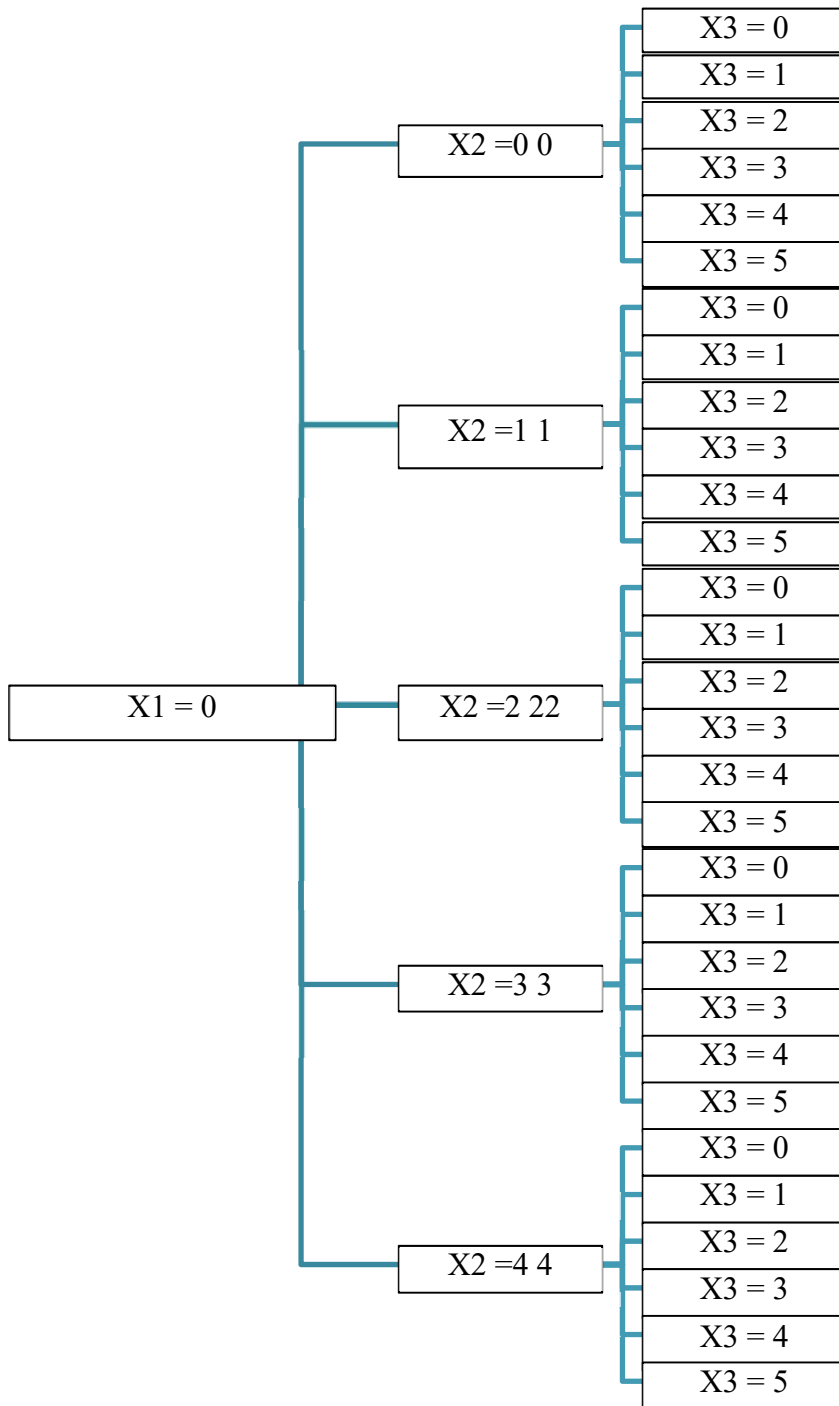 X1 = 0
X2 =0 0
X3 = 0
X3 = 1
X3 = 2
X3 = 3
X3 = 4
X3 = 5
X2 =1 1
X3 = 0
X3 = 1
X3 = 2
X3 = 3
X3 = 4
X3 = 5
X2 =2 22
X3 = 0
X3 = 1
X3 = 2
X3 = 3
X3 = 4
X3 = 5
X2 =3 3
X3 = 0
X3 = 1
X3 = 2
X3 = 3
X3 = 4
X3 = 5
X2 =4 4
X3 = 0
X3 = 1
X3 = 2
X3 = 3
X3 = 4
X3 = 5